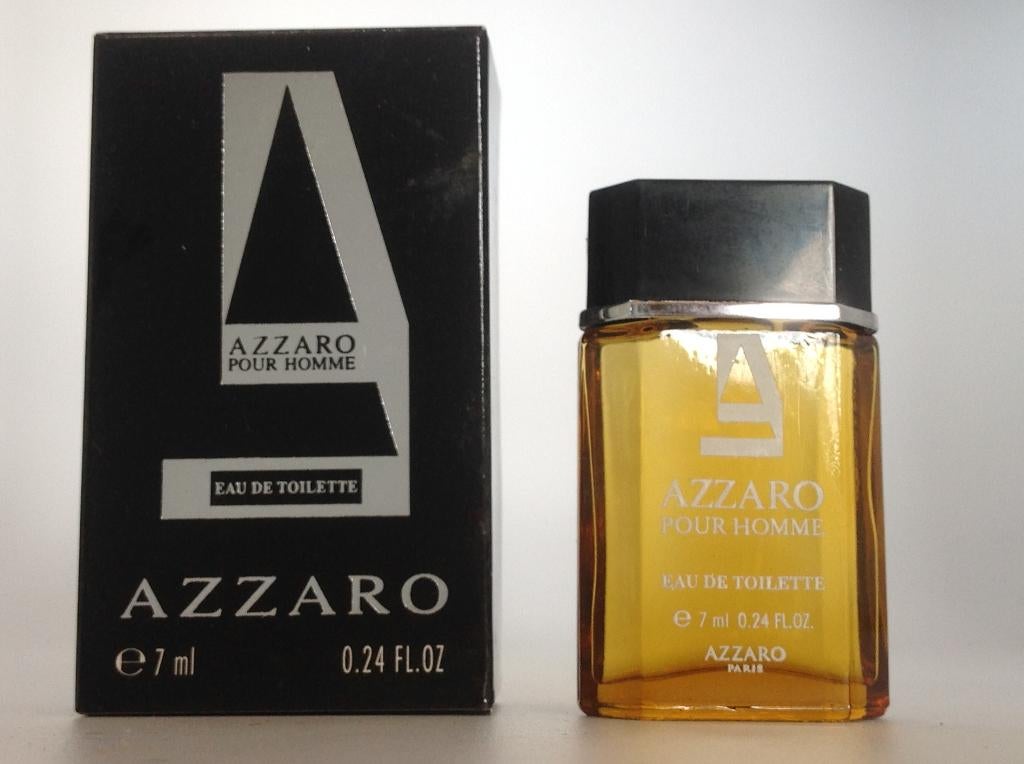 AZZARO
POUR HOMME
EAU DE TOILETTE
AZZARO
e 7 ml 0.24 FL.OZ
AZZARO
POUR HOMME
EAU DE TOILETTE
e 7 ml 0.24 FL.OZ.
AZZARO
PARIS